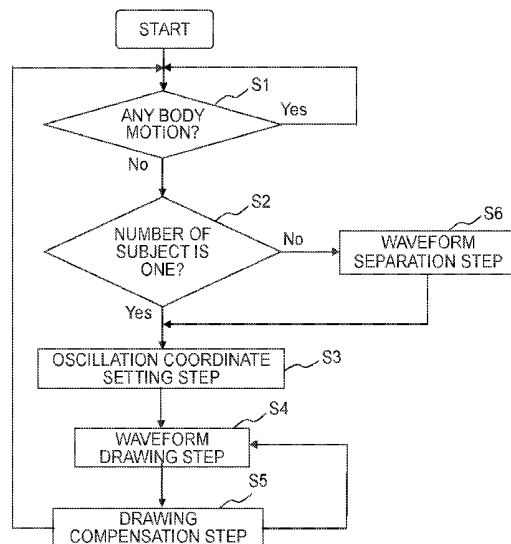 START
S1
ANY BODY
MOTION?
Yes
No
S2
NUMBER OF
SUBJECT IS
ONE?
No
S6
WAVEFORM
SEPARATION STEP
Yes
S3
OSCILLATION COORDINATE
SETTING STEP
S4
WAVEFORM
DRAWING STEP
S5
DRAWING
COMPENSATION STEP